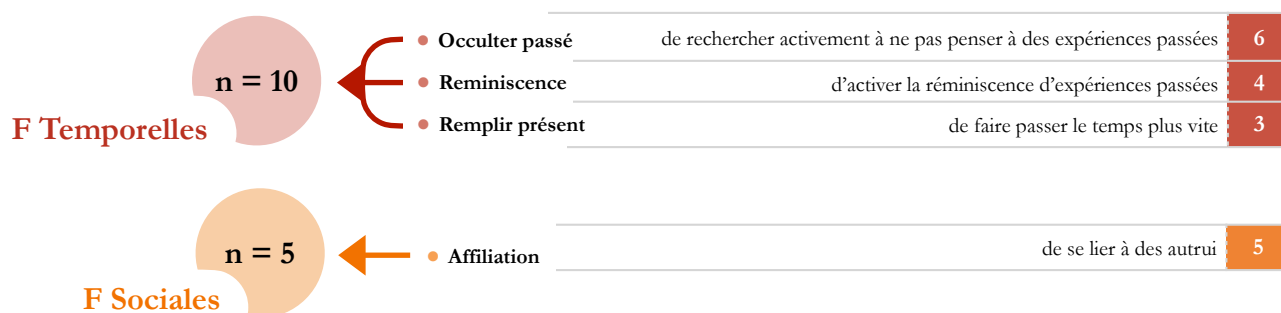 Occulter passé de rechercher activement à ne pas penser à des expériences passées 6
n = 10 Reminiscence d'activer la réminiscence d'expériences passées 4
F Temporelles Remplir présent de faire passer le temps plus vite 3
n = 5 Affiliation de se lier à des autrui 5
F Sociales